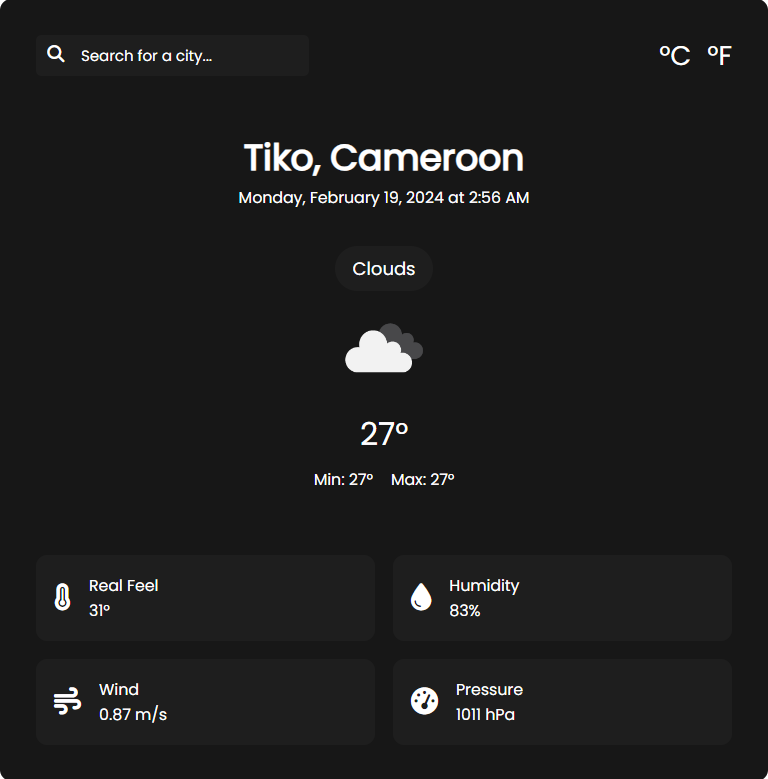 Search for a city...
°C °F
Tiko, Cameroon
Monday, February 19, 2024 at 2:56 AM
Clouds
27°
Min: 27° Max: 27°
Real Feel
31°
Humidity
83%
Wind
0.87 m/s
Pressure
1011 hPa